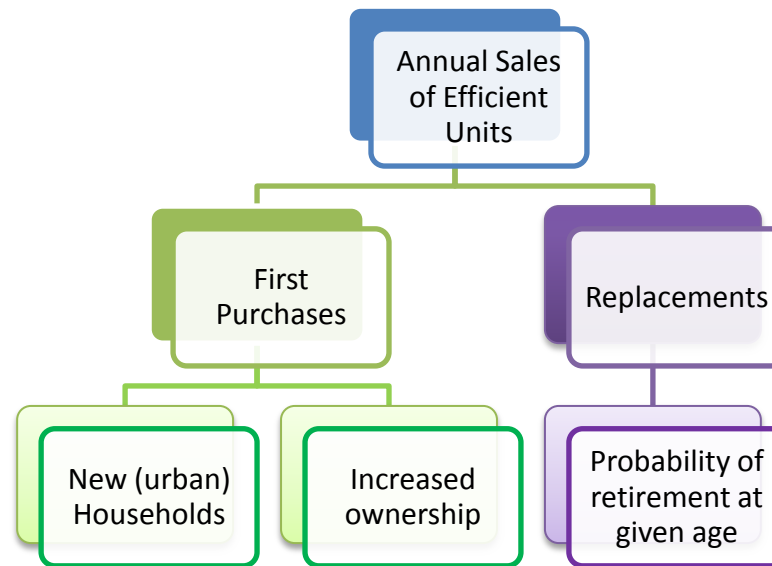 Annual Sales
of Efficient
Units
First
Purchases
Replacements
New (urban)
Households
Increased
ownership
Probability of
retirement at
given age